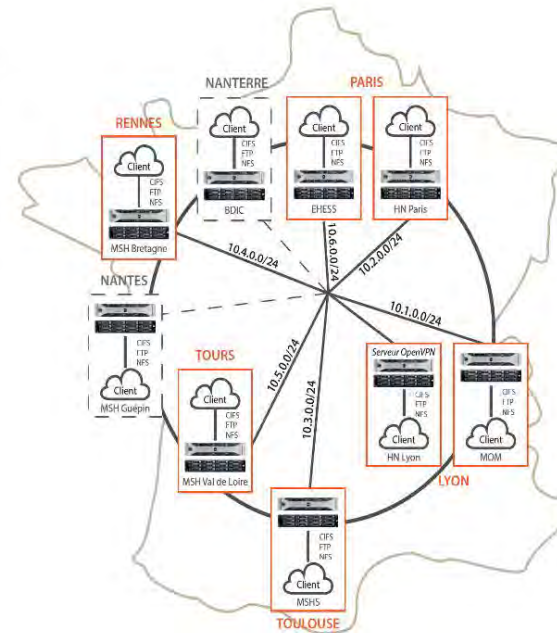 NANTERRE
Client
CIFS
FTP
NFS
BDIC
PARIS
Client
CIFS
FTP
NFS
EHESS
Client
CIFS
FTP
NFS
HN Paris
RENNES
Client
CIFS
FTP
NFS
MSH Bretagne
10.4.0.0/24
10.6.0.0/24
10.2.0.0/24
NANTES
CIFS
FTP
NFS
Client
MSH Guépin
10.1.0.0/24
10.5.0.0/24
10.3.0.0/24
TOURS
Client
CIFS
FTP
NFS
MSH Val de Loire
Serveur OpenVPN
CIFS
FTP
NFS
Client
HN Lyon
CIFS
FTP
NFS
Client
MOM
LYON
CIFS
FTP
NFS
Client
MSHS
TOULOUSE